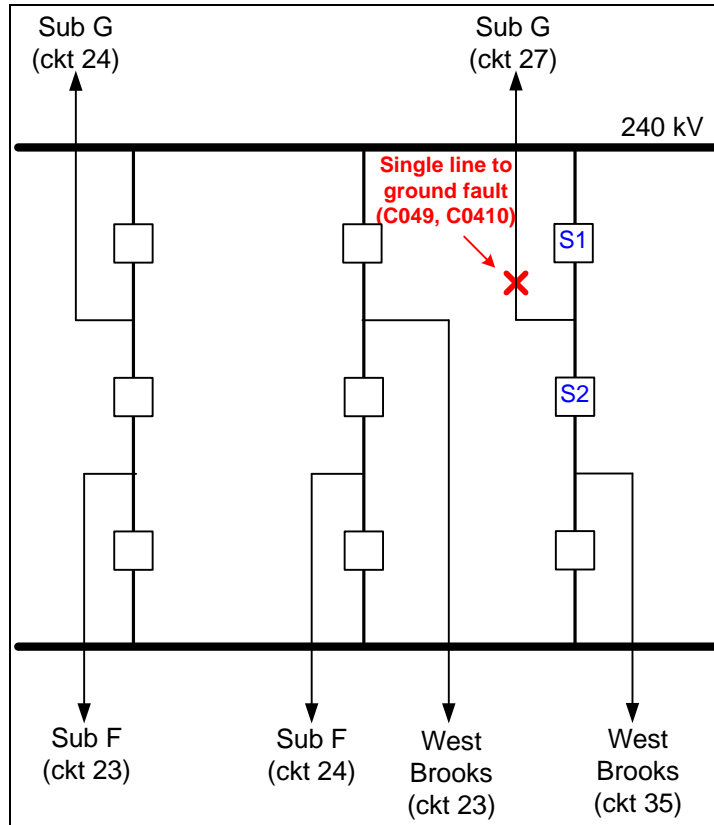 Sub G
(ckt 24)
Sub G
(ckt 27)
240 kV
Single line to
ground fault
(C049, C0410)
S1
S2
Sub F
(ckt 23)
Sub F
(ckt 24)
West
Brooks
(ckt 23)
West
Brooks
(ckt 35)